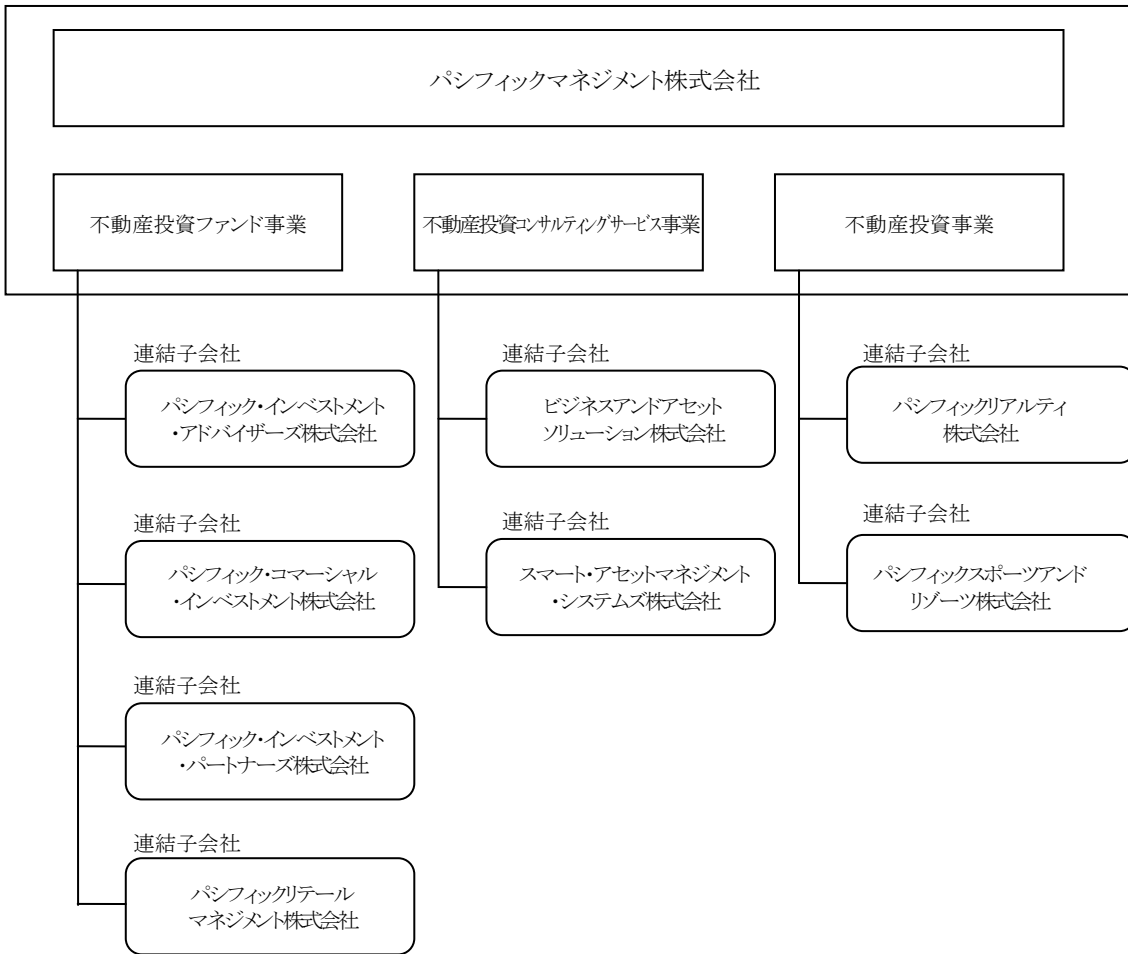 パシフィックマネジメント株式会社
不動産投資ファンド事業
不動産投資コンサルティングサービス事業
不動産投資事業
連結子会社
パシフィック・インベストメント
・アドバイザーズ株式会社
連結子会社
パシフィック・コマーシャル
・インベストメント株式会社
連結子会社
パシフィック・インベストメント
・パートナーズ株式会社
連結子会社
パシフィックリテール
マネジメント株式会社
連結子会社
ビジネスアンドアセット
ソリューション株式会社
連結子会社
スマート・アセットマネジメント
・システムズ株式会社
連結子会社
パシフィックリアルティ
株式会社
連結子会社
パシフィックスポーツアンド
リゾーツ株式会社